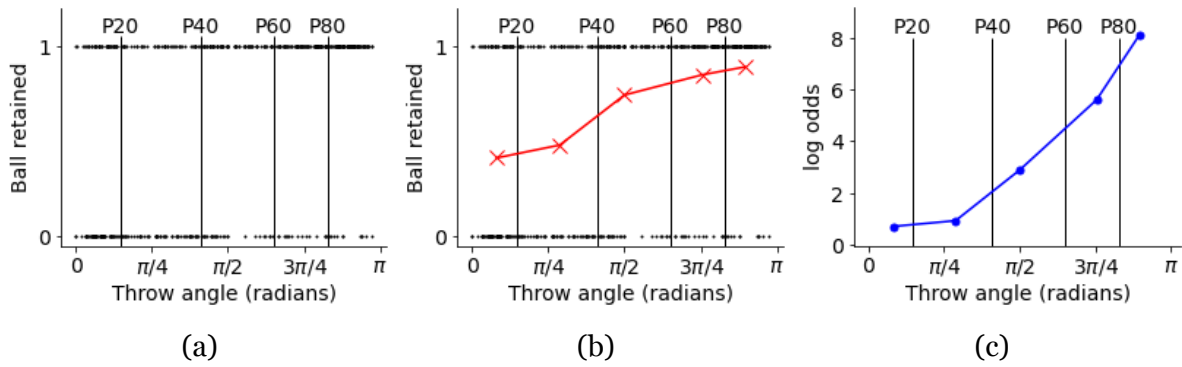 P20 P40 P60 P80
1
Ball retained
0
0 π/4 π/2 3π/4 π
Throw angle (radians)
(a)
P20 P40 P60 P80
1
Ball retained
0
0 π/4 π/2 3π/4 π
Throw angle (radians)
(b)
P20 P40 P60 P80
8
6
log odds
4
2
0
0 π/4 π/2 3π/4 π
Throw angle (radians)
(c)